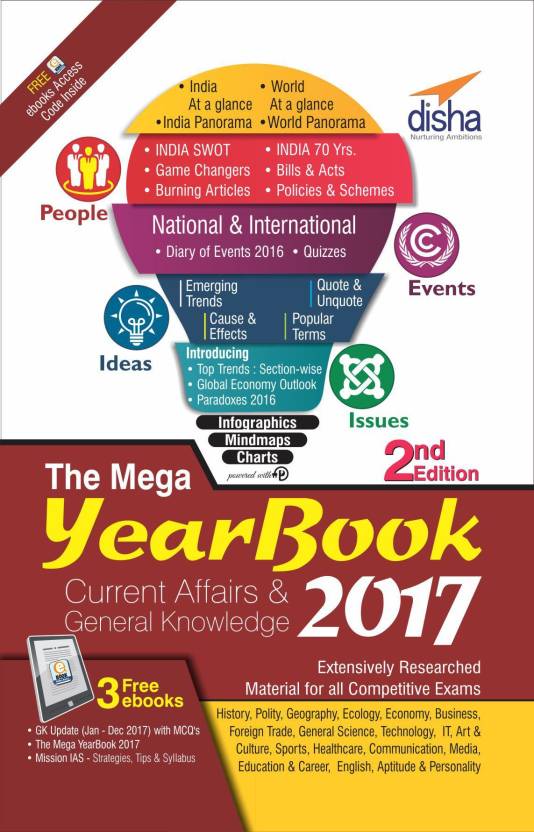 FREE
ebooks Access
Code Inside
• India • World
At a glance At a glance
• India Panorama • World Panorama
disha
Nurturing Ambitions
• INDIA SWOT • INDIA 70 Yrs.
• Game Changers • Bills & Acts
• Burning Articles • Policies & Schemes
People
National & International
• Diary of Events 2016 • Quizzes
Events
Emerging Quote &
Trends Unquote
Cause & Popular
Effects Terms
Ideas
Introducing
• Top Trends : Section-wise
• Global Economy Outlook
• Paradoxes 2016
Issues
Infographics
Mindmaps
Charts
powered with
2nd
Edition
The Mega
YearBook
Current Affairs &
General Knowledge 2017
Extensively Researched
Material for all Competitive Exams
3 Free
ebooks
• GK Update (Jan - Dec 2017) with MCQ's
• The Mega YearBook 2017
• Mission IAS - Strategies, Tips & Syllabus
History, Polity, Geography, Ecology, Economy, Business,
Foreign Trade, General Science, Technology, IT, Art &
Culture, Sports, Healthcare, Communication, Media,
Education & Career, English, Aptitude & Personality